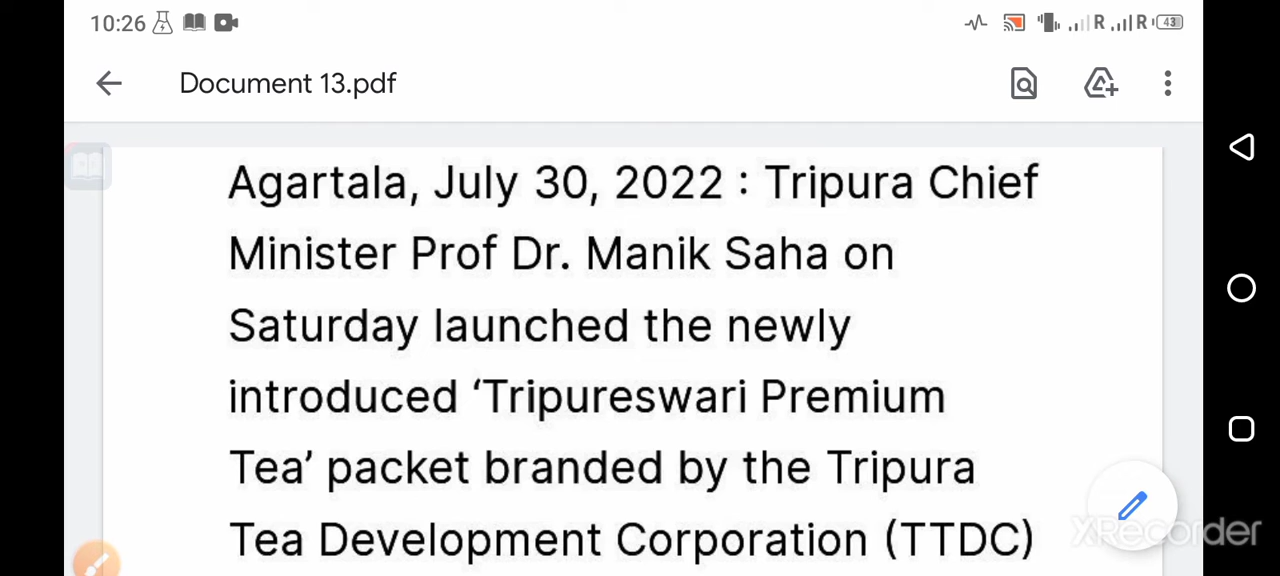 10:26 R R 43
Document 13.pdf
Agartala, July 30, 2022 : Tripura Chief
Minister Prof Dr. Manik Saha on
Saturday launched the newly
introduced ‘Tripureswari Premium
Tea’ packet branded by the Tripura
Tea Development Corporation (TTDC)
XRecorder